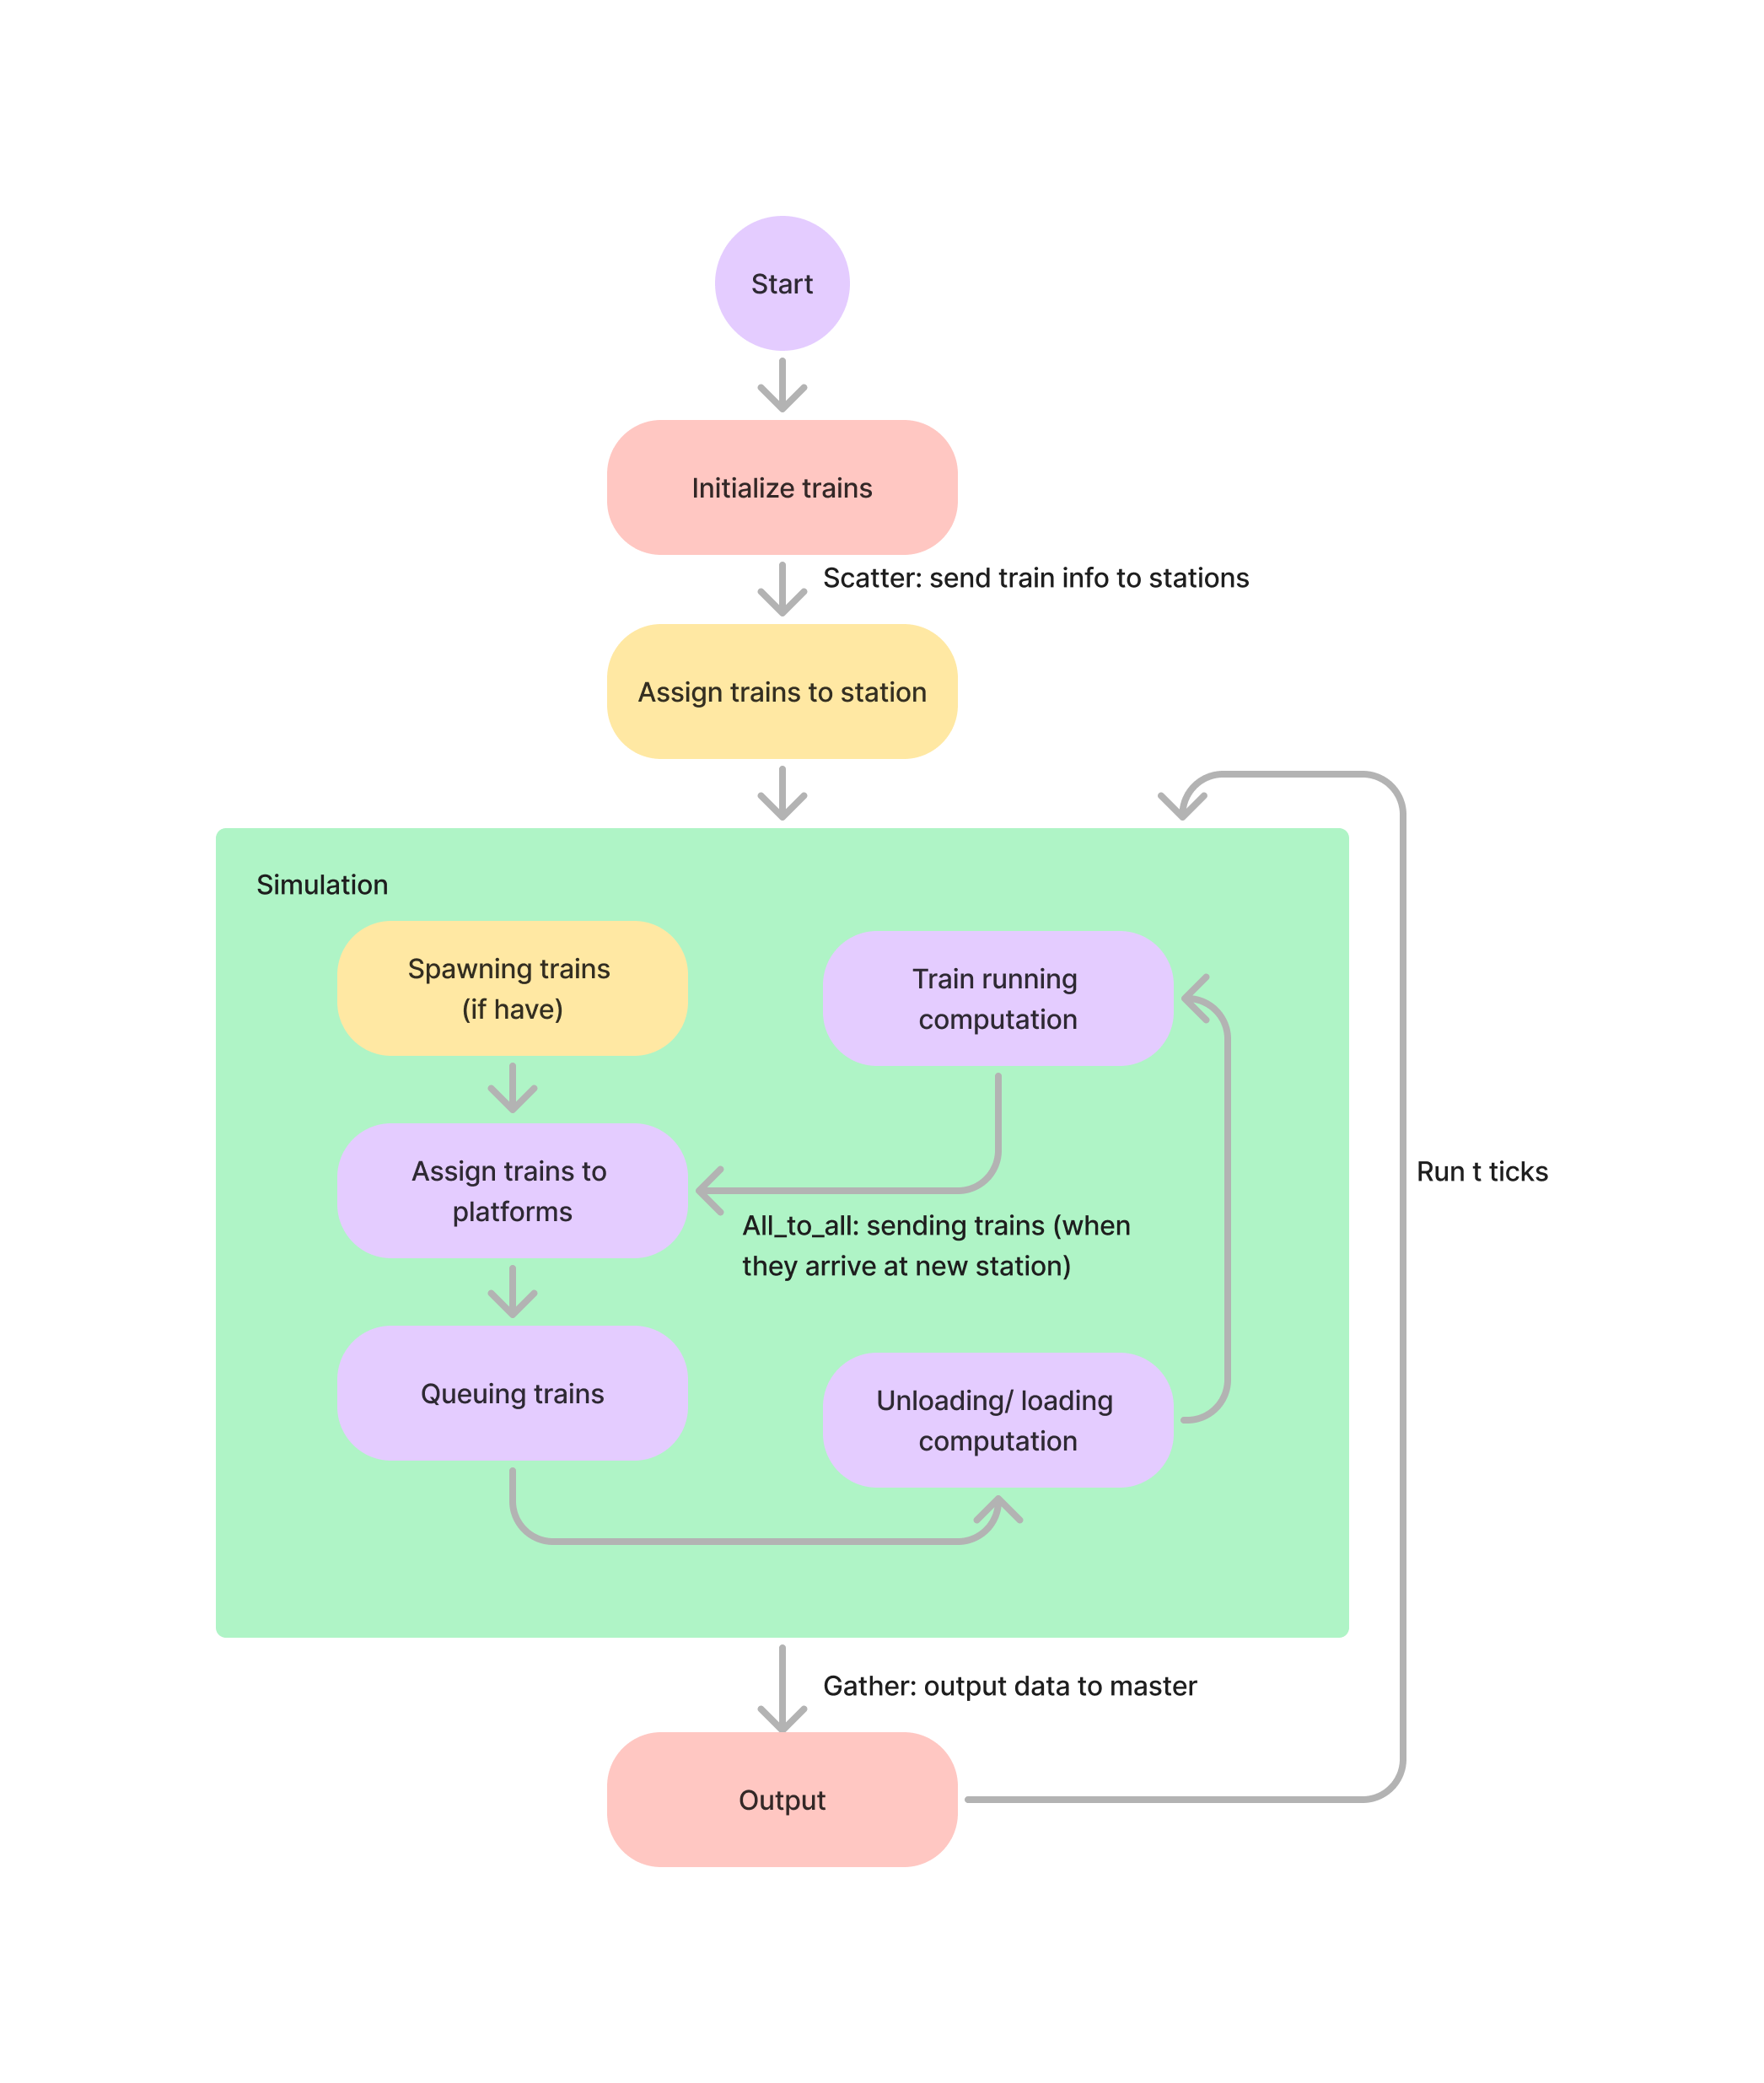 Start
Initialize trains
Scatter: send train info to stations
Assign trains to station
Simulation
Spawning trains
(if have)
Train running
computation
Assign trains to
platforms
All_to_all: sending trains (when
they arrive at new station)
Run t ticks
Queuing trains
Unloading/ loading
computation
Gather: output data to master
Output